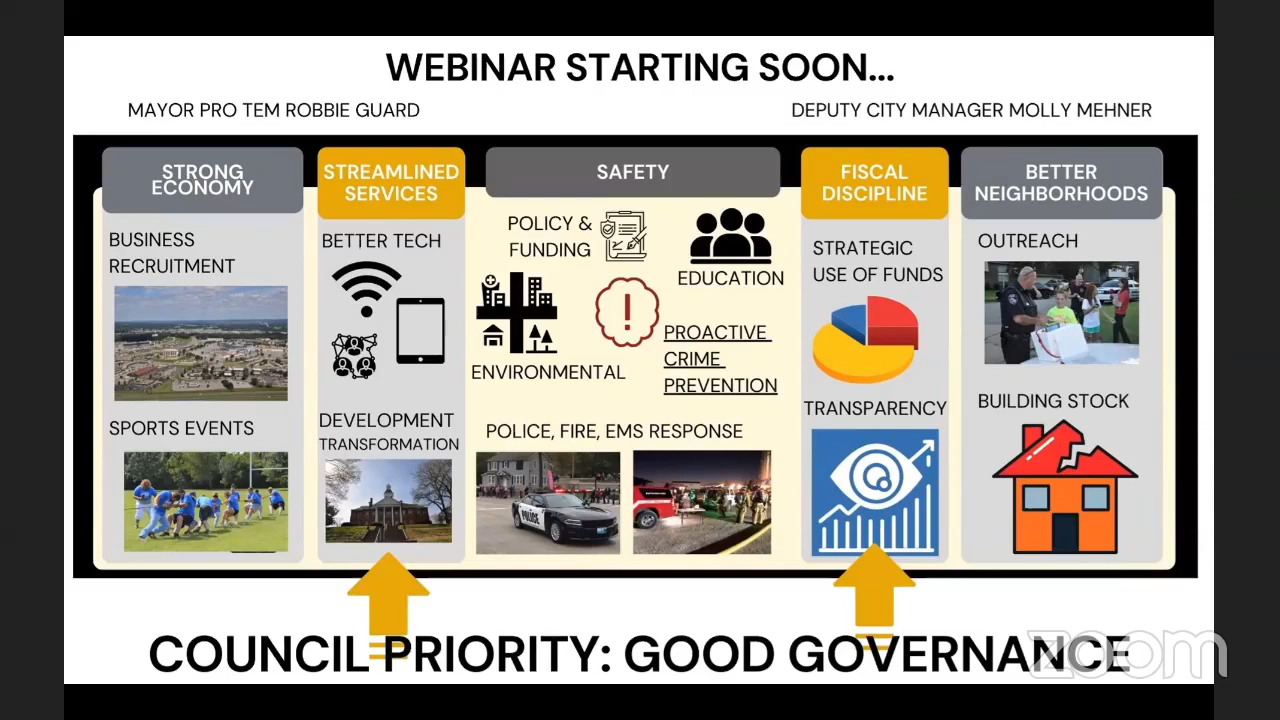 WEBINAR STARTING SOON...
MAYOR PRO TEM ROBBIE GUARD
DEPUTY CITY MANAGER MOLLY MEHNER
STRONG
ECONOMY
BUSINESS
RECRUITMENT
SPORTS EVENTS
STREAMLINED
SERVICES
BETTER TECH
DEVELOPMENT
TRANSFORMATION
SAFETY
POLICY &
FUNDING
EDUCATION
ENVIRONMENTAL
!
PROACTIVE
CRIME
PREVENTION
POLICE, FIRE, EMS RESPONSE
POLICE
FISCAL
DISCIPLINE
STRATEGIC
USE OF FUNDS
TRANSPARENCY
BETTER
NEIGHBORHOODS
OUTREACH
BUILDING STOCK
COUNCIL PRIORITY: GOOD GOVERNANCE
zoom